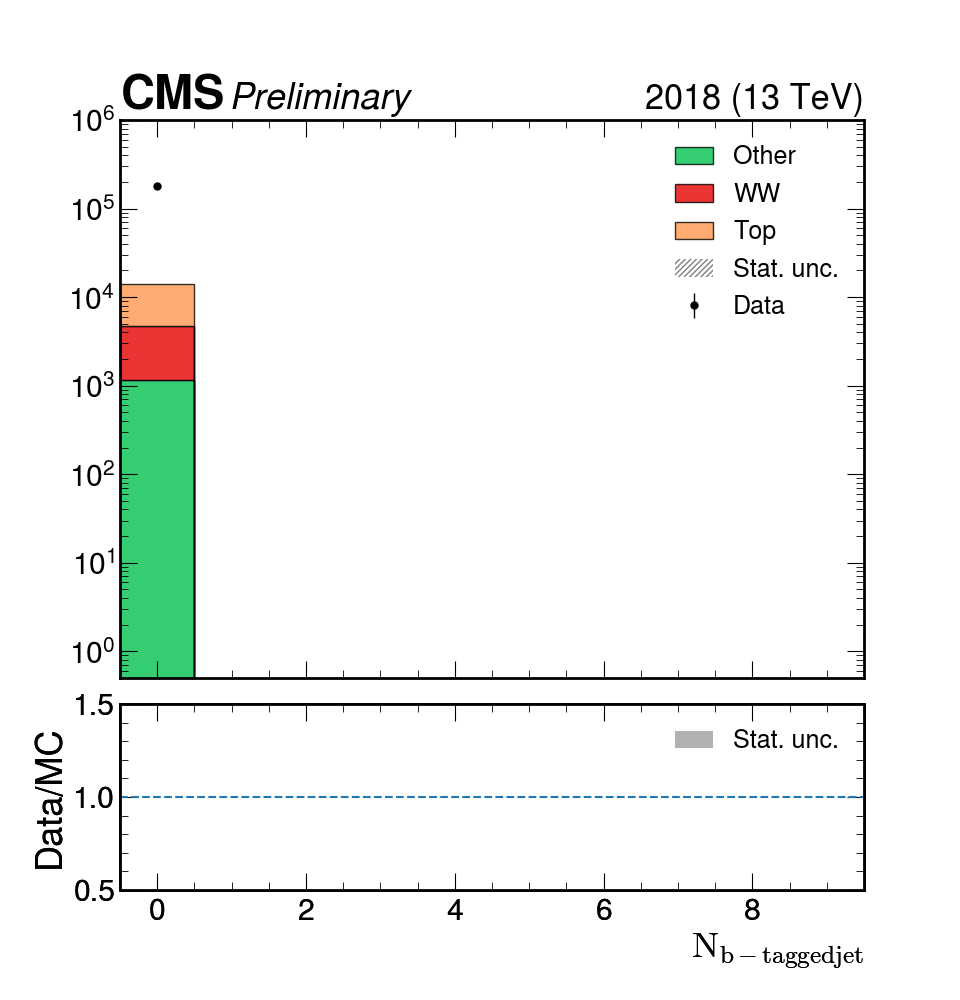 CMS Preliminary 2018 (13 TeV)
10⁶
10⁵
10⁴
10³
10²
10¹
10⁰
Other
WW
Top
Stat. unc.
Data
1.5
1.0
0.5
Data/MC
Stat. unc.
0 2 4 6 8
N_{b-taggedjet}